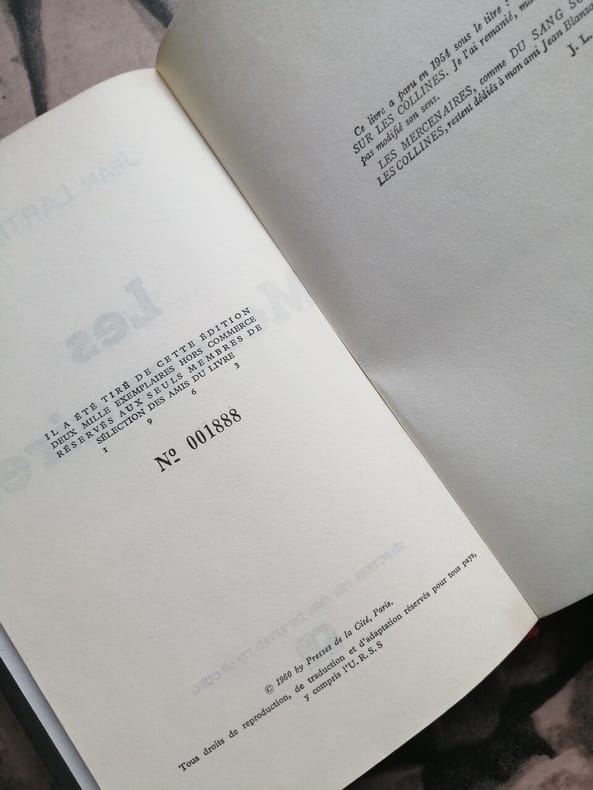 IL A ÉTÉ TIRÉ DE CETTE ÉDITION
DEUX MILLE EXEMPLAIRES HORS COMMERCE
RÉSERVÉS AUX SEULS MEMBRES DE
SÉLECTION DES AMIS DU LIVRE
1 9 6 3
Nº 001888
© 1960 by Presses de la Cité, Paris.
Tous droits de reproduction, de traduction et d'adaptation réservés pour tous pays,
y compris l'U.R.S.S
Ce livre a paru en 1954 sous le titre :
SUR LES COLLINES. Je l'ai remanié, mai
pas modifié son sens.
LES MERCENAIRES, comme DU SANG SU
LES COLLINES, restent dédiés à mon ami Jean Blanza
J. L.